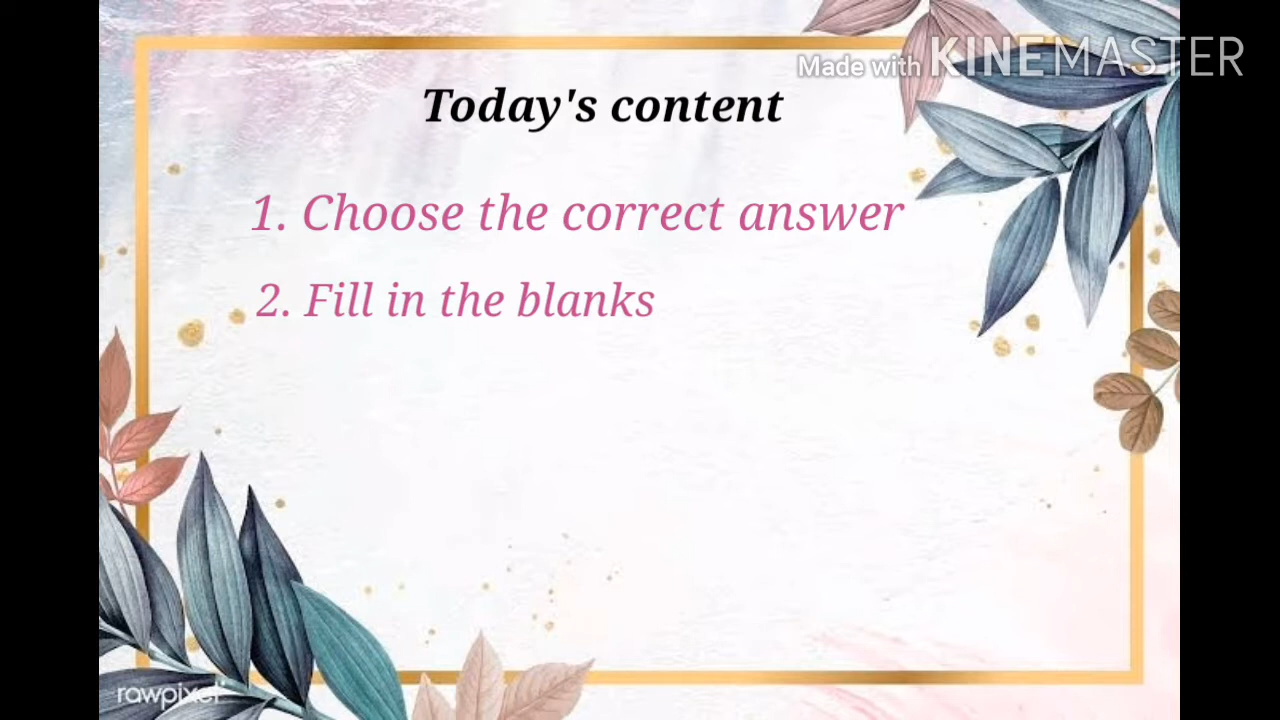 Made with KINEMASTER
Today's content
1. Choose the correct answer
2. Fill in the blanks
rawpixel